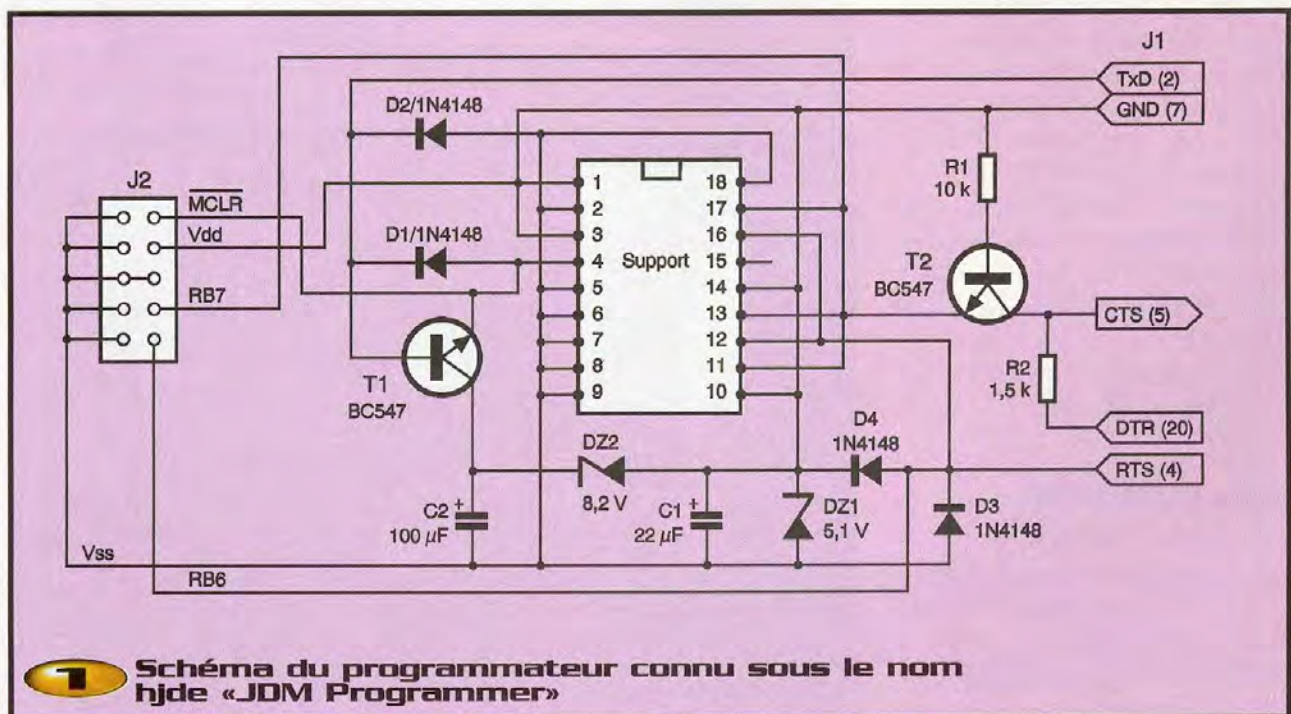 J1
TxD (2)
GND (7)
D2/1N4148
R1
10 k
J2
MCLR
Vdd
D1/1N4148
RB7
1
2
3
4
5
6
7
8
9
Support
18
17
16
15
14
13
12
11
10
T2
BC547
CTS (5)
R2
1,5 k
T1
BC547
DTR (20)
D4
1N4148
RTS (4)
DZ2
8,2 V
C2
+
100 µF
C1
+
22 µF
DZ1
5,1 V
D3
1N4148
Vss
RB6
1
Schéma du programmateur connu sous le nom
hjde «JDM Programmer»